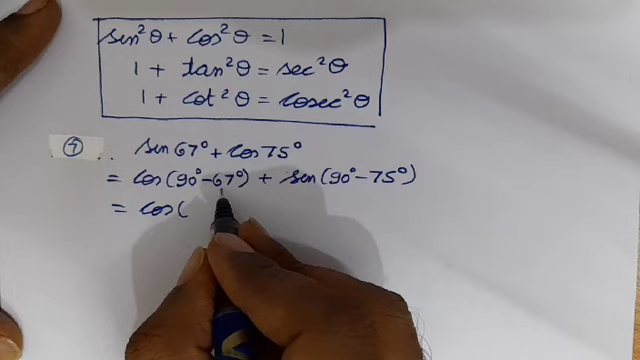 sin²θ + cos²θ = 1
1 + tan²θ = sec²θ
1 + cot²θ = cosec²θ
7 . sin 67° + cos 75°
= cos(90° - 67°) + sin(90° - 75°)
= cos(